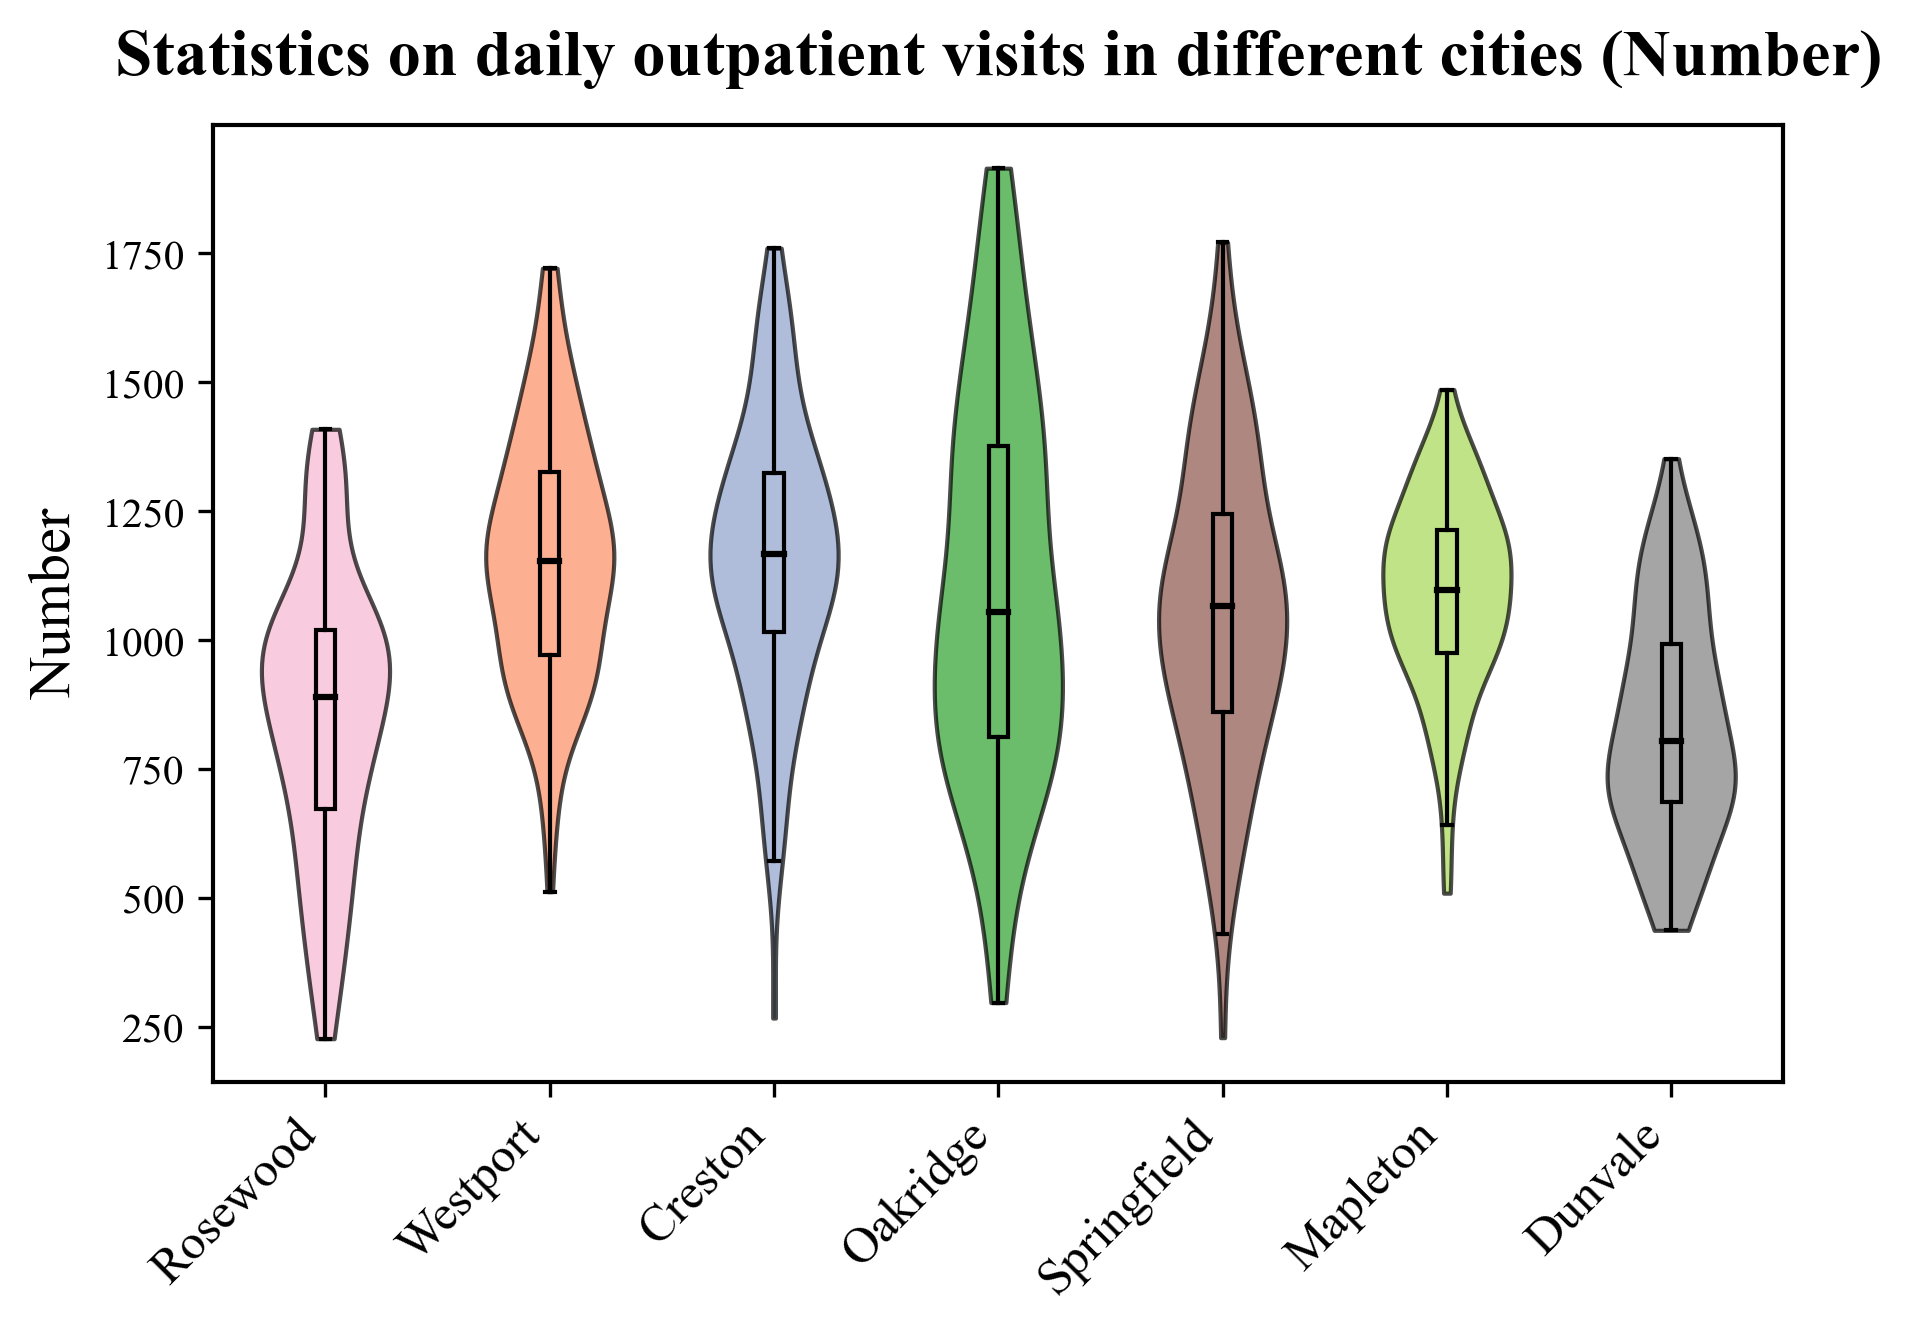 Statistics on daily outpatient visits in different cities (Number)
Number
1750
1500
1250
1000
750
500
250
Rosewood
Westport
Creston
Oakridge
Springfield
Mapleton
Dunvale